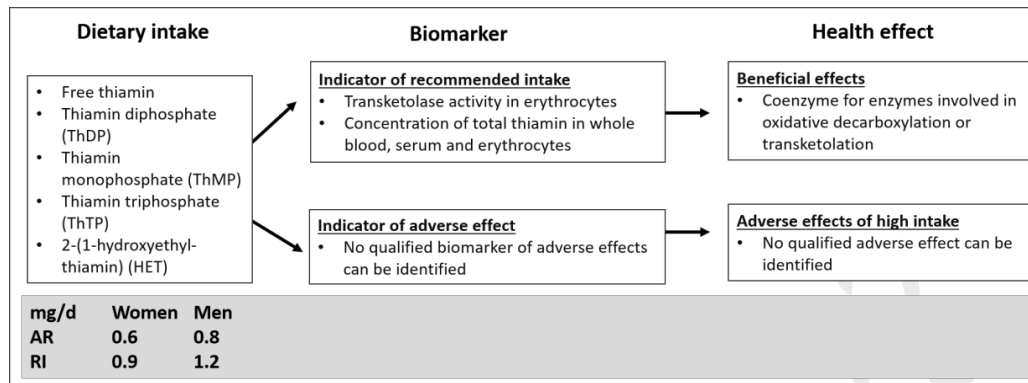 Dietary intake
Biomarker
Health effect
• Free thiamin
• Thiamin diphosphate
(ThDP)
• Thiamin
monophosphate (ThMP)
• Thiamin triphosphate
(ThTP)
• 2-(1-hydroxyethyl-
thiamin) (HET)
Indicator of recommended intake
• Transketolase activity in erythrocytes
• Concentration of total thiamin in whole
blood, serum and erythrocytes
Beneficial effects
• Coenzyme for enzymes involved in
oxidative decarboxylation or
transketolation
Indicator of adverse effect
• No qualified biomarker of adverse effects
can be identified
Adverse effects of high intake
• No qualified adverse effect can be
identified
mg/d Women Men
AR 0.6 0.8
RI 0.9 1.2